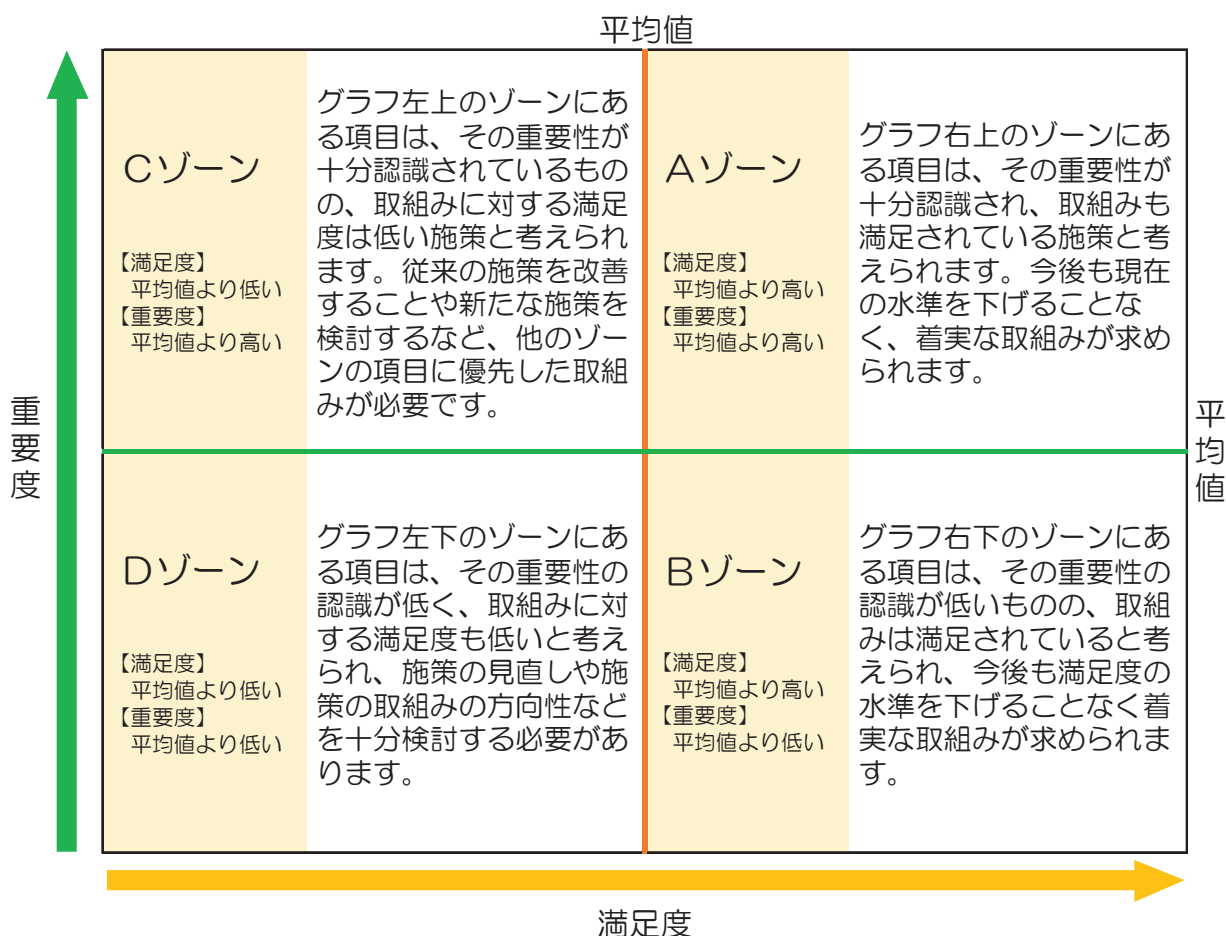 平均値
Cゾーン
【満足度】
平均値より低い
【重要度】
平均値より高い
グラフ左上のゾーンにあ
る項目は、その重要性が
十分認識されているもの
の、取組みに対する満足
度は低い施策と考えられ
ます。従来の施策を改善
することや新たな施策を
検討するなど、他のゾー
ンの項目に優先した取組
みが必要です。
Aゾーン
【満足度】
平均値より高い
【重要度】
平均値より高い
グラフ右上のゾーンにあ
る項目は、その重要性が
十分認識され、取組みも
満足されている施策と考
えられます。今後も現在
の水準を下げることな
く、着実な取組みが求め
られます。
重要度
平均値
Dゾーン
【満足度】
平均値より低い
【重要度】
平均値より低い
グラフ左下のゾーンにあ
る項目は、その重要性の
認識が低く、取組みに対
する満足度も低いと考え
られ、施策の見直しや施
策の取組みの方向性など
を十分検討する必要があ
ります。
Bゾーン
【満足度】
平均値より高い
【重要度】
平均値より低い
グラフ右下のゾーンにあ
る項目は、その重要性の
認識が低いものの、取組
みは満足されていると考
えられ、今後も満足度の
水準を下げることなく着
実な取組みが求められま
す。
満足度